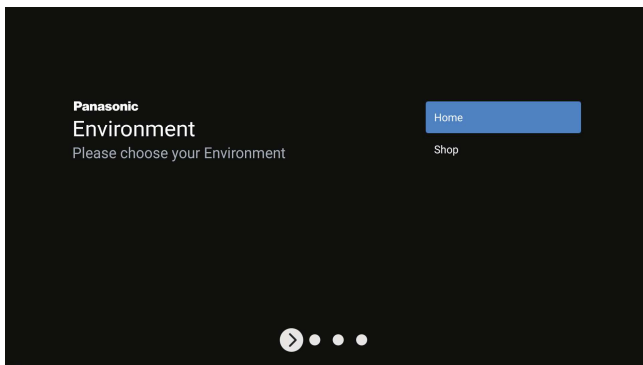 Panasonic
Environment
Please choose your Environment
Home
Shop